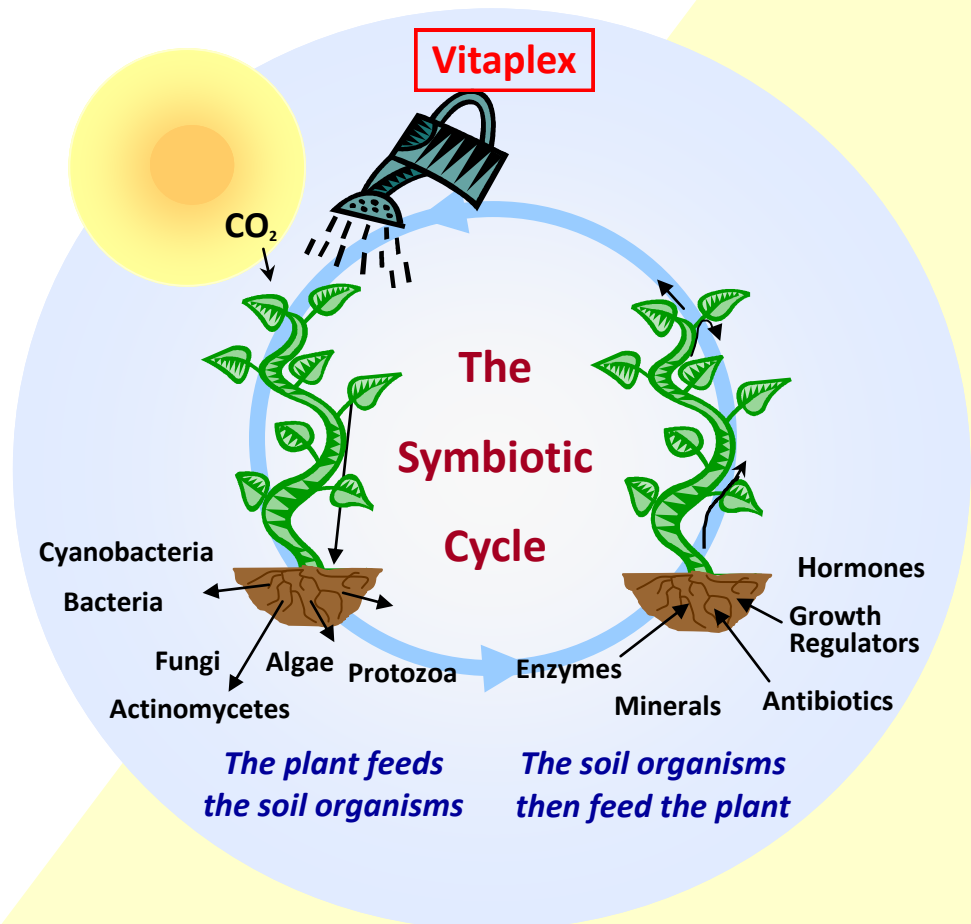 Vitaplex
CO₂
The
Symbiotic
Cycle
Cyanobacteria
Bacteria
Fungi
Algae
Protozoa
Actinomycetes
Hormones
Growth
Regulators
Enzymes
Minerals
Antibiotics
The plant feeds
the soil organisms
The soil organisms
then feed the plant